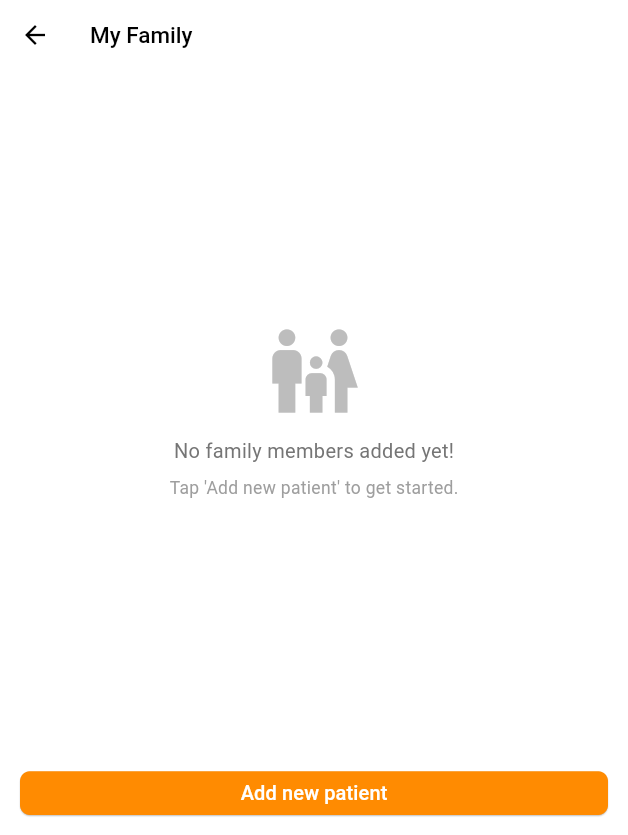 My Family
No family members added yet!
Tap 'Add new patient' to get started.
Add new patient